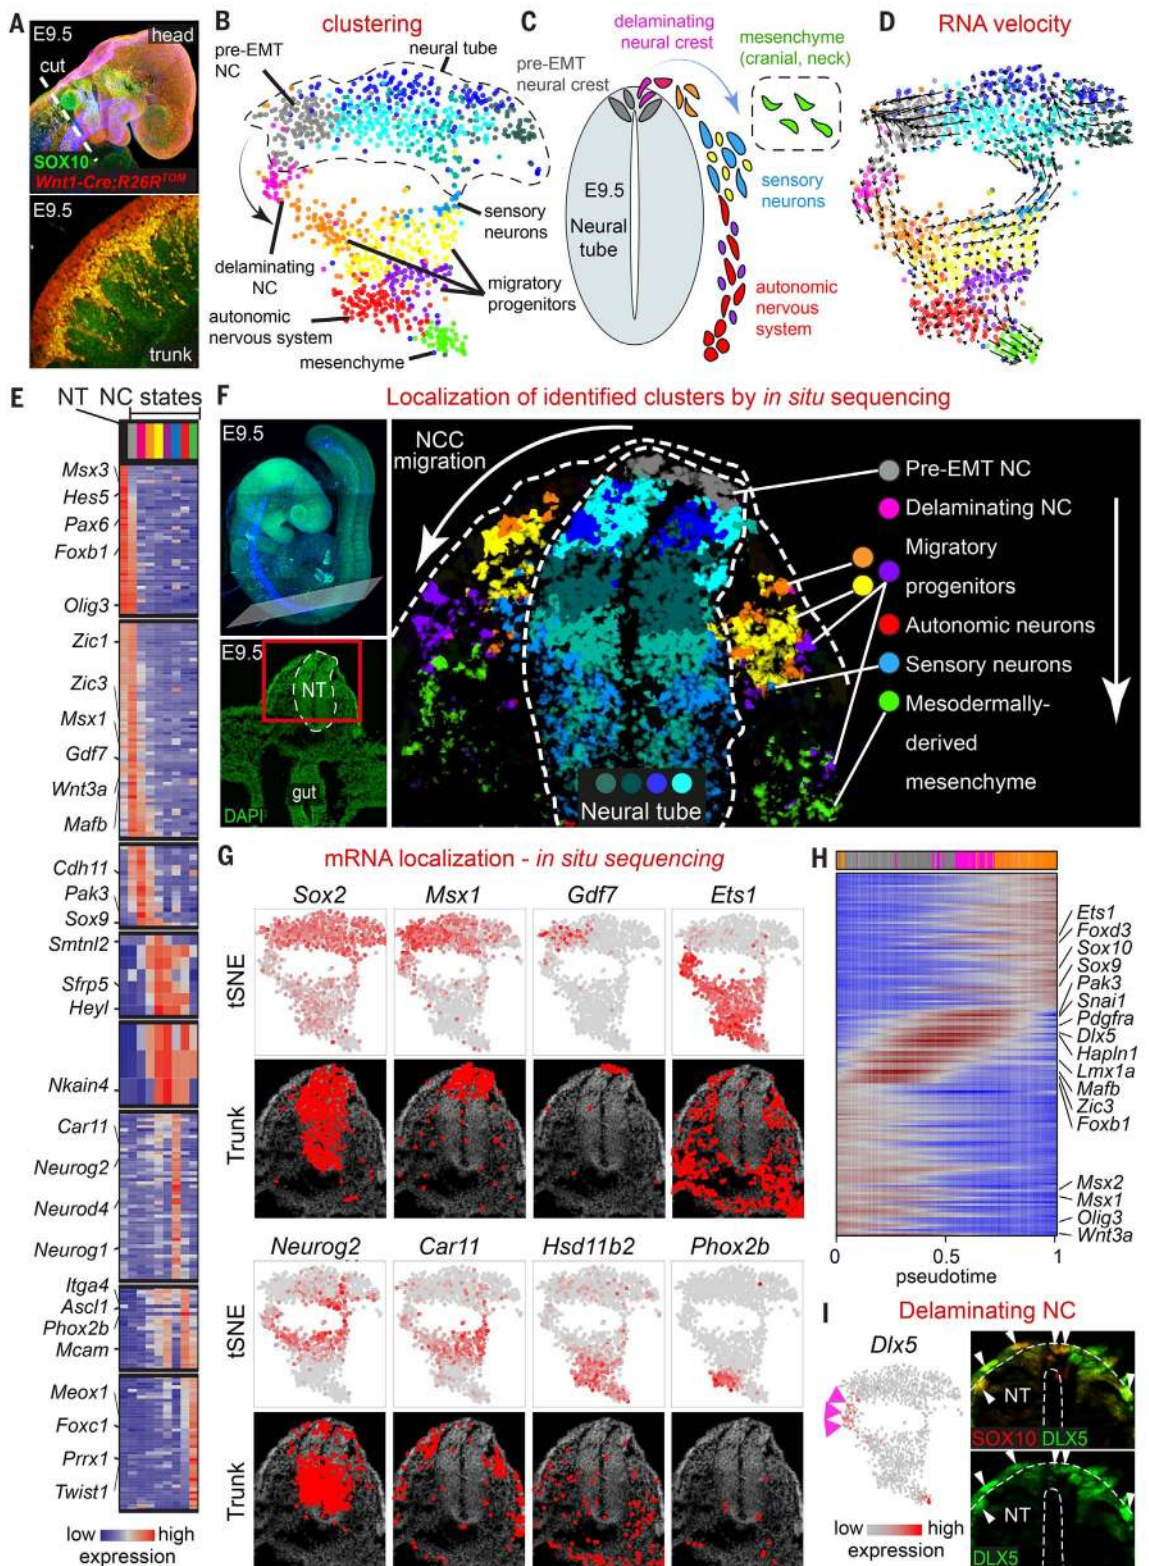 A
E9.5
head
cut
SOX10
Wnt1-Cre;R26R^TOM
E9.5
trunk
B
clustering
pre-EMT
NC
neural tube
sensory
neurons
delaminating
NC
migratory
progenitors
autonomic
nervous system
mesenchyme
C
delaminating
neural crest
pre-EMT
neural crest
mesenchyme
(cranial, neck)
E9.5
Neural
tube
sensory
neurons
autonomic
nervous
system
D
RNA velocity
E
NT NC states
Msx3
Hes5
Pax6
Foxb1
Olig3
Zic1
Zic3
Msx1
Gdf7
Wnt3a
Mafb
Cdh11
Pak3
Sox9
Smtnl2
Sfrp5
Heyl
Nkain4
Car11
Neurog2
Neurod4
Neurog1
Itga4
Ascl1
Phox2b
Mcam
Meox1
Foxc1
Prrx1
Twist1
low high
expression
F
Localization of identified clusters by in situ sequencing
E9.5
E9.5
NT
gut
DAPI
NCC
migration
Pre-EMT NC
Delaminating NC
Migratory
progenitors
Autonomic neurons
Sensory neurons
Mesodermally-
derived
mesenchyme
Neural tube
G
mRNA localization - in situ sequencing
Sox2 Msx1 Gdf7 Ets1
tSNE
Trunk
Neurog2 Car11 Hsd11b2 Phox2b
tSNE
Trunk
H
Ets1
Foxd3
Sox10
Sox9
Pak3
Snai1
Pdgfra
Dlx5
Hapln1
Lmx1a
Mafb
Zic3
Foxb1
Msx2
Msx1
Olig3
Wnt3a
0 0.5 1
pseudotime
I
Delaminating NC
Dlx5
low high
expression
NT
SOX10 DLX5
NT
DLX5